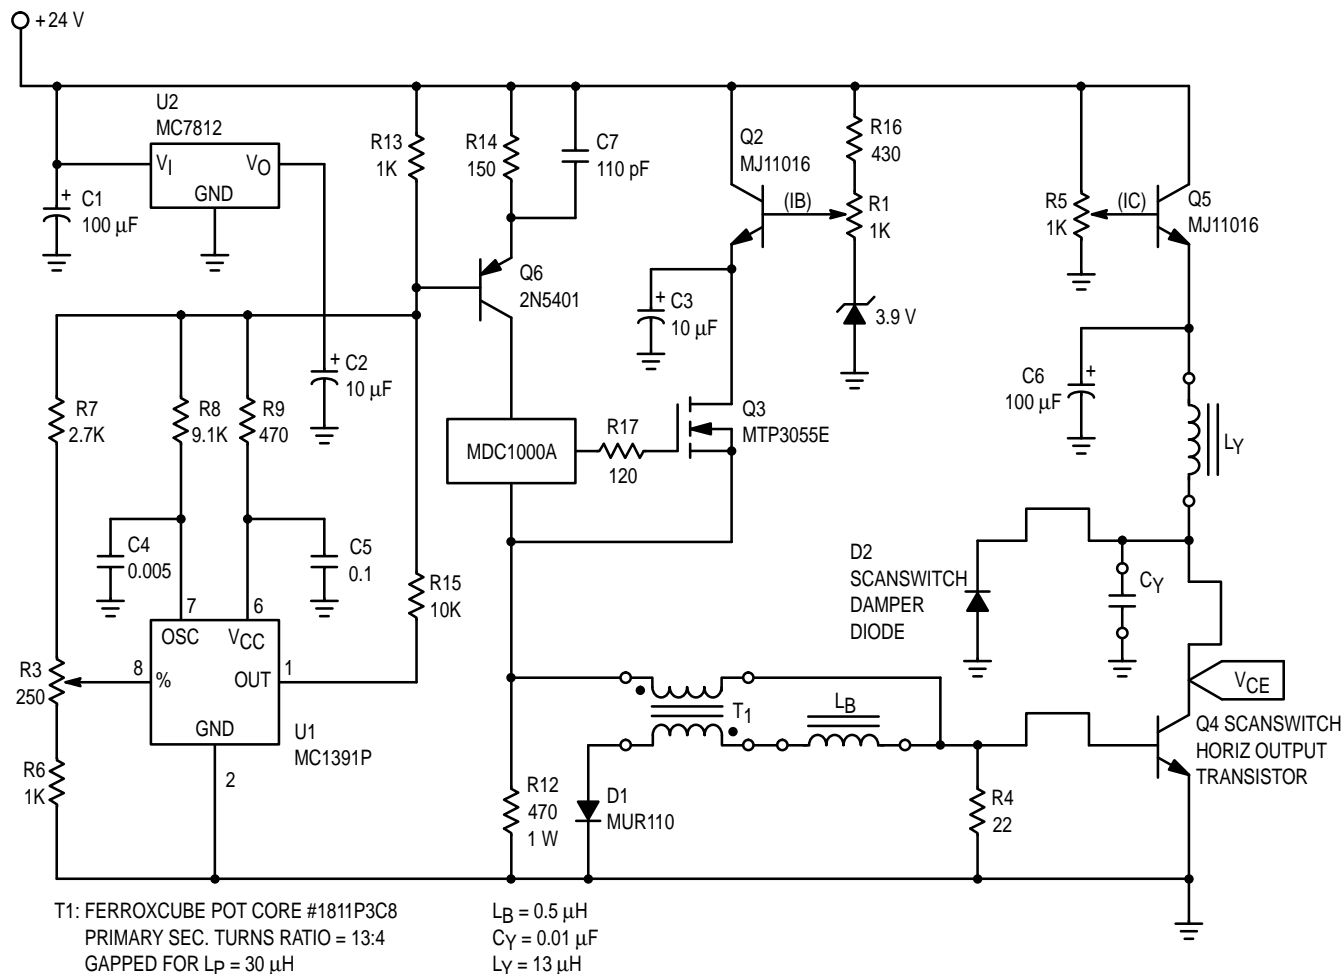 +24 V
U2
MC7812
VI
VO
GND
+
C1
100 µF
R13
1K
R14
150
C7
110 pF
Q2
MJ11016
(IB)
R16
430
R1
1K
R5
1K
(IC)
Q5
MJ11016
Q6
2N5401
+
C3
10 µF
3.9 V
+
C2
10 µF
C6
100 µF
+
R7
2.7K
R8
9.1K
R9
470
MDC1000A
R17
120
Q3
MTP3055E
LY
C4
0.005
C5
0.1
R15
10K
D2
SCANSWITCH
DAMPER
DIODE
CY
7
6
OSC
VCC
R3
250
8
%
OUT
1
GND
U1
MC1391P
2
R6
1K
T1
LB
VCE
Q4 SCANSWITCH
HORIZ OUTPUT
TRANSISTOR
R12
470
1 W
D1
MUR110
R4
22
T1: FERROXCUBE POT CORE #1811P3C8
PRIMARY SEC. TURNS RATIO = 13:4
GAPPED FOR LP = 30 µH
LB = 0.5 µH
CY = 0.01 µF
LY = 13 µH